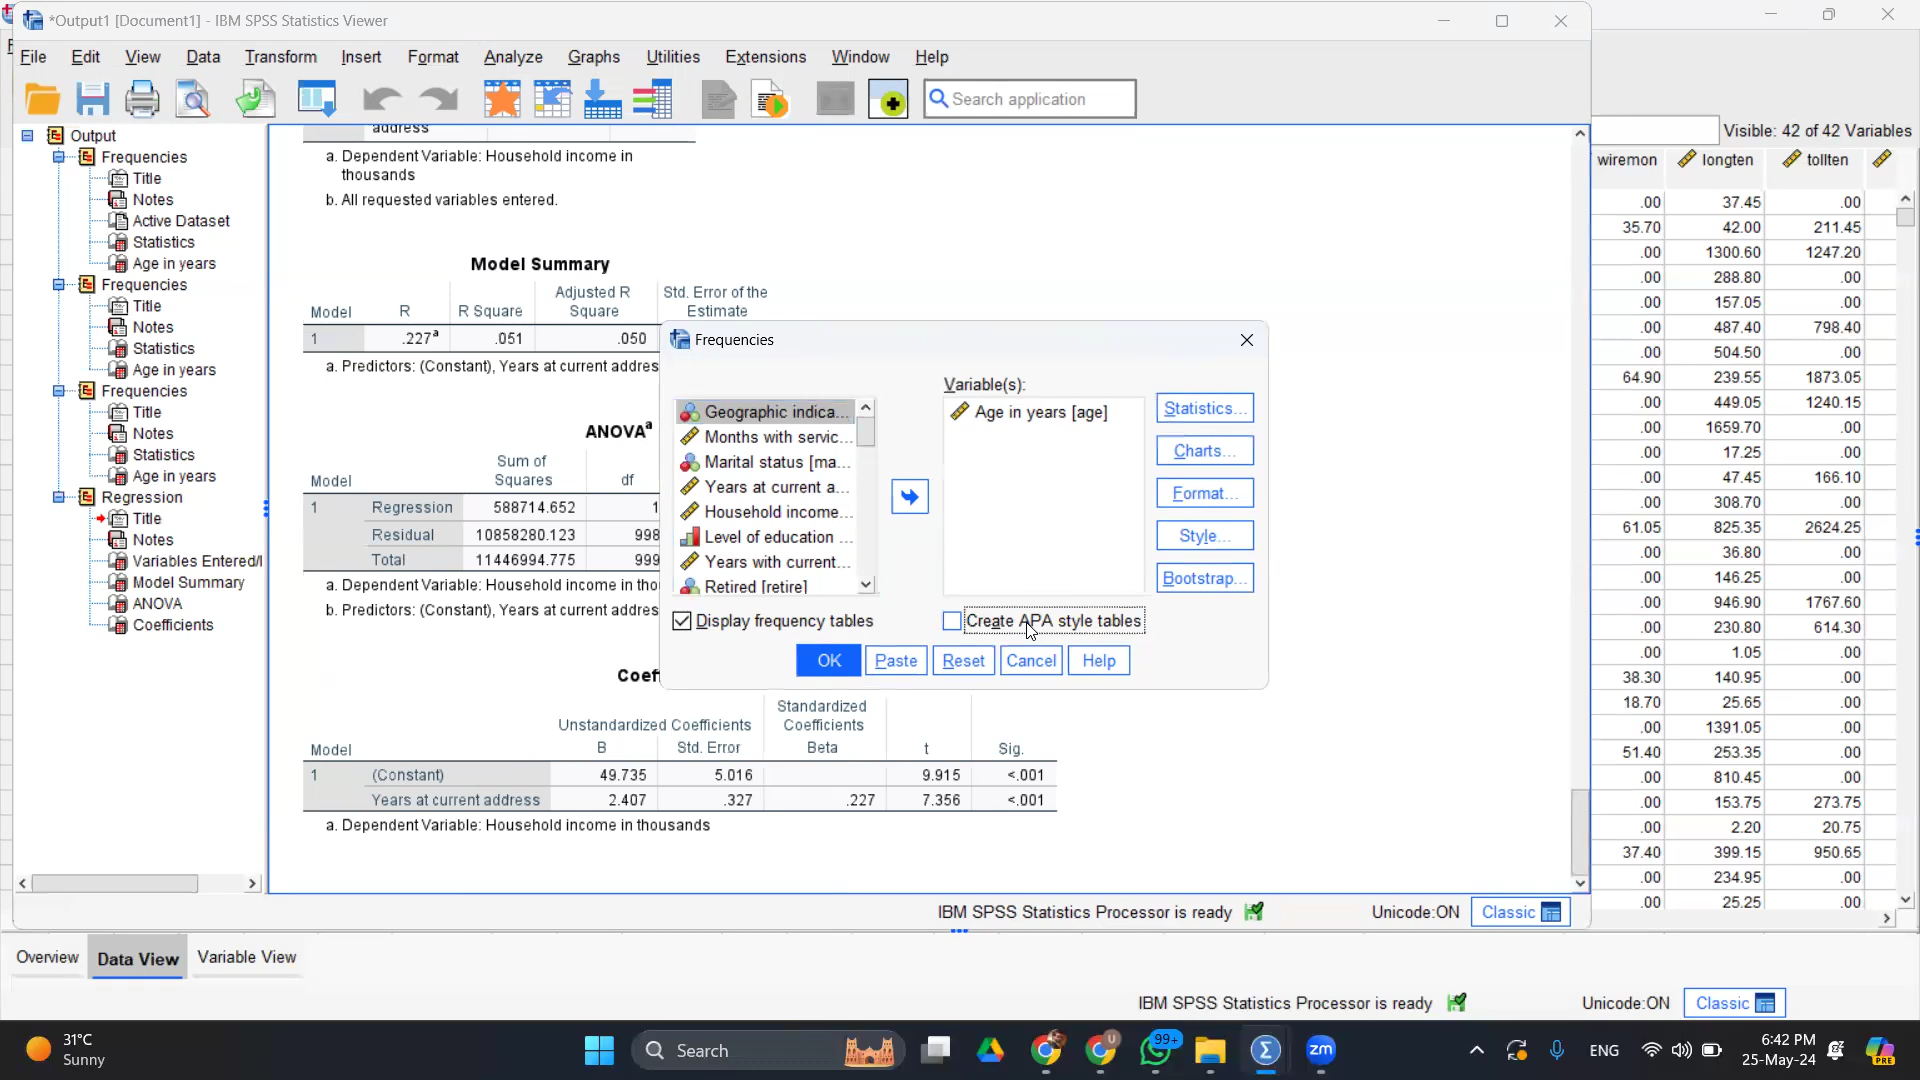 *Output1 [Document1] - IBM SPSS Statistics Viewer
File Edit View Data Transform Insert Format Analyze Graphs Utilities Extensions Window Help
Search application
Visible: 42 of 42 Variables
Output
Frequencies
Title
Notes
Active Dataset
Statistics
Age in years
Frequencies
Title
Notes
Statistics
Age in years
Frequencies
Title
Notes
Statistics
Age in years
Regression
Title
Notes
Variables Entered/
Model Summary
ANOVA
Coefficients
address
a. Dependent Variable: Household income in
thousands
b. All requested variables entered.
Model Summary
Model R R Square Adjusted R Square Std. Error of the Estimate
1 .227a .051 .050
a. Predictors: (Constant), Years at current addres
ANOVAa
Model Sum of Squares df
1 Regression 588714.652 1
Residual 10858280.123 998
Total 11446994.775 999
a. Dependent Variable: Household income in tho
b. Predictors: (Constant), Years at current addres
Coef
Model Unstandardized Coefficients Standardized Coefficients
B Std. Error Beta t Sig.
1 (Constant) 49.735 5.016 9.915 <.001
Years at current address 2.407 .327 .227 7.356 <.001
a. Dependent Variable: Household income in thousands
Frequencies
Geographic indica...
Months with servic...
Marital status [ma...
Years at current a...
Household income...
Level of education ...
Years with current...
Retired [retire]
Variable(s):
Age in years [age]
Statistics...
Charts...
Format...
Style...
Bootstrap...
Display frequency tables
Create APA style tables
OK Paste Reset Cancel Help
wiremon longten tollten
.00 37.45 .00
35.70 42.00 211.45
.00 1300.60 1247.20
.00 288.80 .00
.00 157.05 .00
.00 487.40 798.40
.00 504.50 .00
64.90 239.55 1873.05
.00 449.05 1240.15
.00 1659.70 .00
.00 17.25 .00
.00 47.45 166.10
.00 308.70 .00
61.05 825.35 2624.25
.00 36.80 .00
.00 146.25 .00
.00 946.90 1767.60
.00 230.80 614.30
.00 1.05 .00
38.30 140.95 .00
18.70 25.65 .00
.00 1391.05 .00
51.40 253.35 .00
.00 810.45 .00
.00 153.75 273.75
.00 2.20 20.75
37.40 399.15 950.65
.00 234.95 .00
.00 25.25 .00
IBM SPSS Statistics Processor is ready Unicode:ON Classic
Overview Data View Variable View
IBM SPSS Statistics Processor is ready Unicode:ON Classic
31°C
Sunny
Search
99+
zm
ENG
6:42 PM
25-May-24
PRE